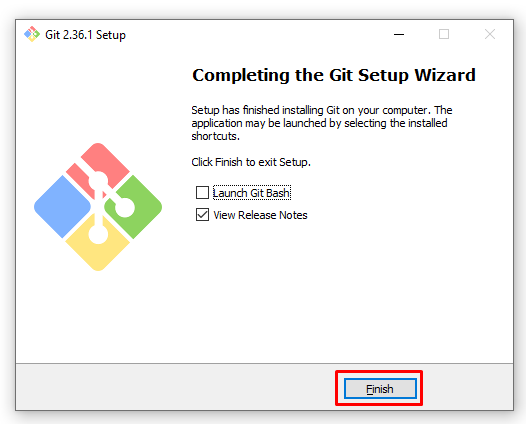 Git 2.36.1 Setup
Completing the Git Setup Wizard
Setup has finished installing Git on your computer. The
application may be launched by selecting the installed
shortcuts.
Click Finish to exit Setup.
Launch Git Bash
View Release Notes
Finish